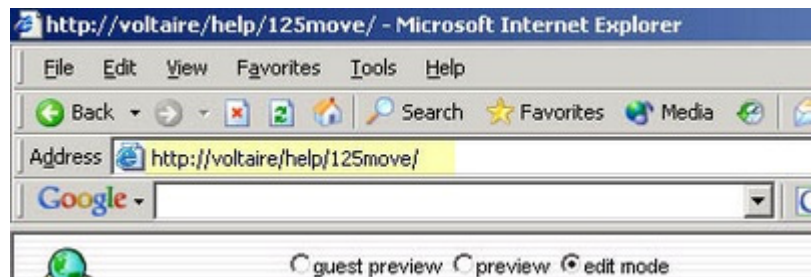 http://voltaire/help/125move/ - Microsoft Internet Explorer
File Edit View Favorites Tools Help
Back Search Favorites Media
Address http://voltaire/help/125move/
Google
guest preview preview edit mode